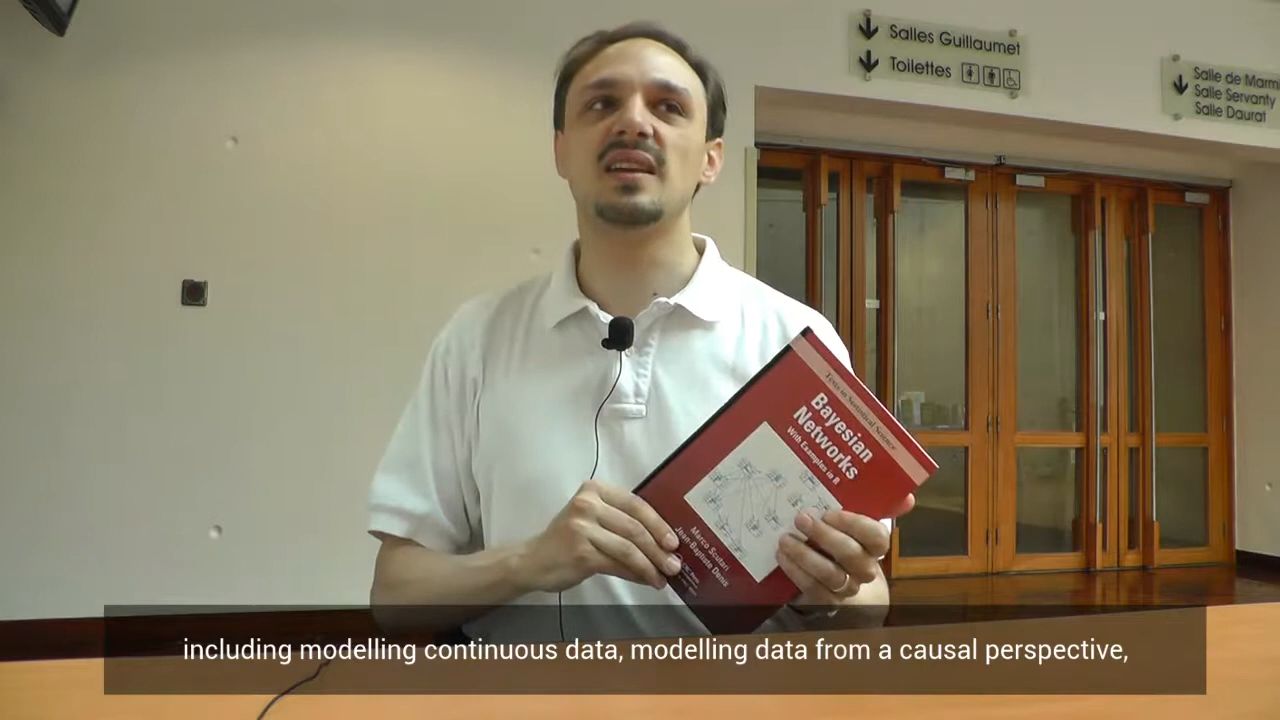 Salles Guillaumet
Toilettes
Salle de Marm
Salle Servanty
Salle Daurat
Texts in Statistical Science
Bayesian
Networks
With Examples in R
Marco Scutari
Jean-Baptiste Denis
including modelling continuous data, modelling data from a causal perspective,